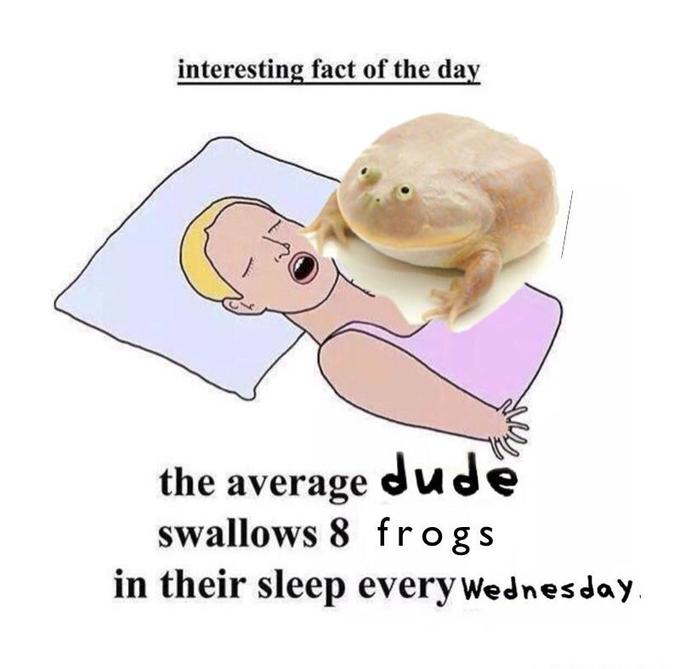 interesting fact of the day
the average dude
swallows 8 frogs
in their sleep every Wednesday.